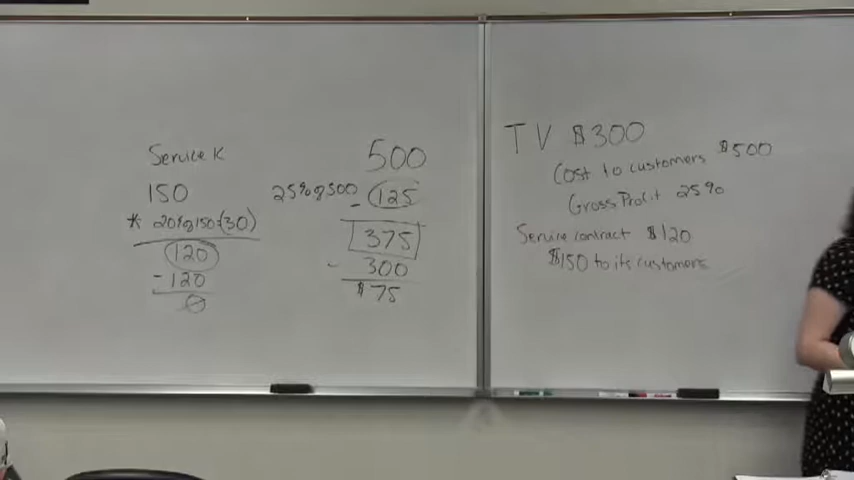 Service K
150
* 20% of 150 = (30)
120
- 120
0
500
25% of 500
- 125
375
- 300
$75
TV $300
Cost to customers $500
Gross Profit 25%
Service contract $120
$150 to its customers